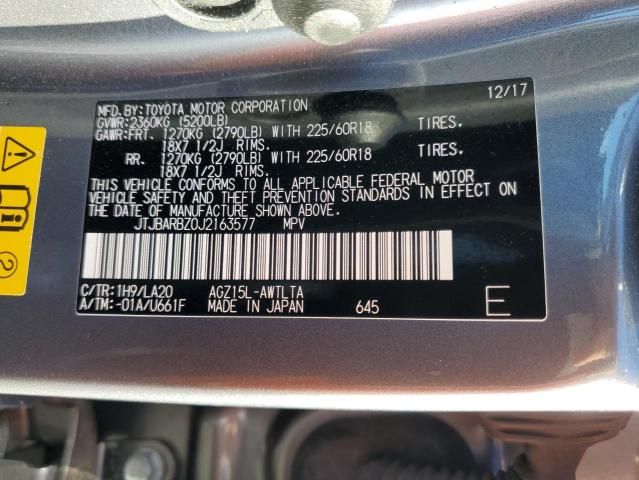 12/17
MFD.BY:TOYOTA MOTOR CORPORATION
GVWR:2360KG (5200LB)
GAWR:FRT. 1270KG (2790LB) WITH 225/60R18 TIRES.
18X7 1/2J RIMS.
RR. 1270KG (2790LB) WITH 225/60R18 TIRES.
18X7 1/2J RIMS.
THIS VEHICLE CONFORMS TO ALL APPLICABLE FEDERAL MOTOR
VEHICLE SAFETY AND THEFT PREVENTION STANDARDS IN EFFECT ON
THE DATE OF MANUFACTURE SHOWN ABOVE.
JTJBARBZ0J2163577 MPV
C/TR:1H9/LA20 AGZ15L-AWTLTA
A/TM:-01A/U661F MADE IN JAPAN 645 E
2